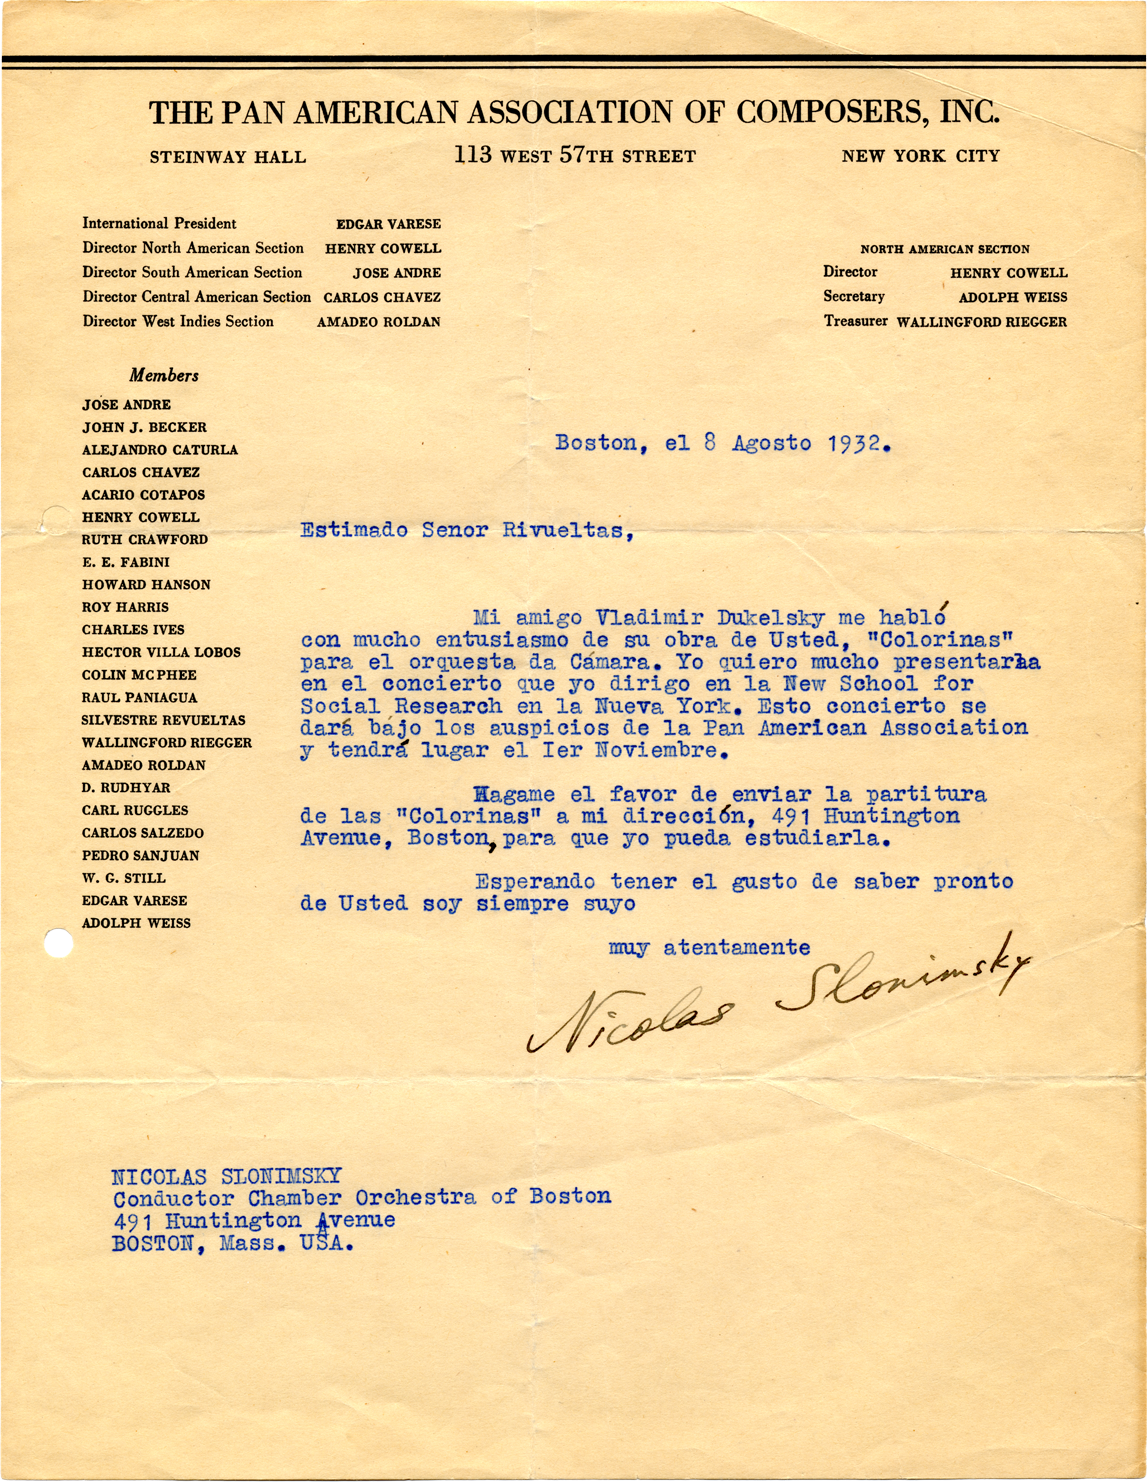 THE PAN AMERICAN ASSOCIATION OF COMPOSERS, INC.
STEINWAY HALL 113 WEST 57TH STREET NEW YORK CITY
International President EDGAR VARESE
Director North American Section HENRY COWELL
Director South American Section JOSE ANDRE
Director Central American Section CARLOS CHAVEZ
Director West Indies Section AMADEO ROLDAN
NORTH AMERICAN SECTION
Director HENRY COWELL
Secretary ADOLPH WEISS
Treasurer WALLINGFORD RIEGGER
Members
JOSE ANDRE
JOHN J. BECKER
ALEJANDRO CATURLA
CARLOS CHAVEZ
ACARIO COTAPOS
HENRY COWELL
RUTH CRAWFORD
E. E. FABINI
HOWARD HANSON
ROY HARRIS
CHARLES IVES
HECTOR VILLA LOBOS
COLIN MC PHEE
RAUL PANIAGUA
SILVESTRE REVUELTAS
WALLINGFORD RIEGGER
AMADEO ROLDAN
D. RUDHYAR
CARL RUGGLES
CARLOS SALZEDO
PEDRO SANJUAN
W. G. STILL
EDGAR VARESE
ADOLPH WEISS
Boston, el 8 Agosto 1932.
Estimado Senor Rivueltas,
Mi amigo Vladimir Dukelsky me habló
con mucho entusiasmo de su obra de Usted, "Colorinas"
para el orquesta da Cámara. Yo quiero mucho presentarla
en el concierto que yo dirigo en la New School for
Social Research en la Nueva York. Esto concierto se
dará bájo los auspicios de la Pan American Association
y tendrá lugar el Ier Noviembre.
Hagame el favor de enviar la partitura
de las "Colorinas" a mi dirección, 491 Huntington
Avenue, Boston, para que yo pueda estudiarla.
Esperando tener el gusto de saber pronto
de Usted soy siempre suyo
muy atentamente
Nicolas Slonimsky
NICOLAS SLONIMSKY
Conductor Chamber Orchestra of Boston
491 Huntington Avenue
BOSTON, Mass. USA.